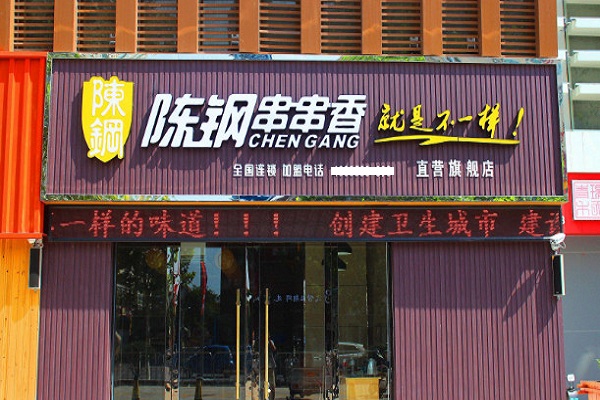 陳鋼
陈钢串串香
CHEN GANG
就是不一样!
全国连锁 加盟电话
直营旗舰店
一样的味道!!! 创建卫生城市 建设